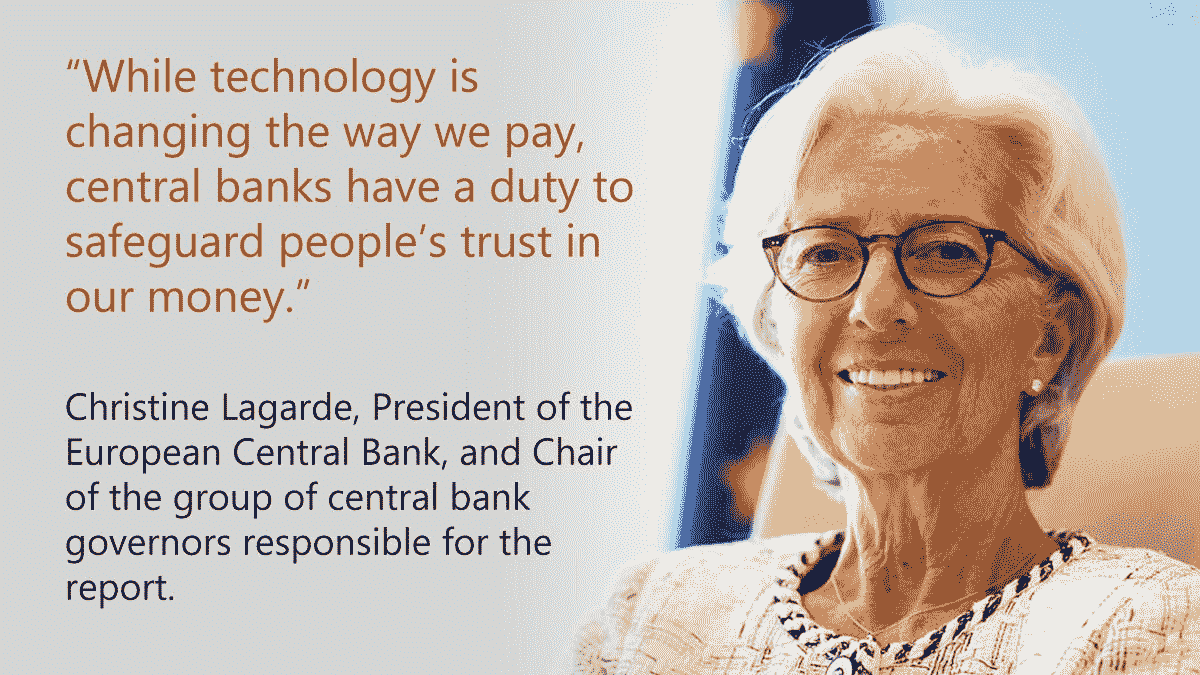 “While technology is
changing the way we pay,
central banks have a duty to
safeguard people’s trust in
our money.”
Christine Lagarde, President of the
European Central Bank, and Chair
of the group of central bank
governors responsible for the
report.